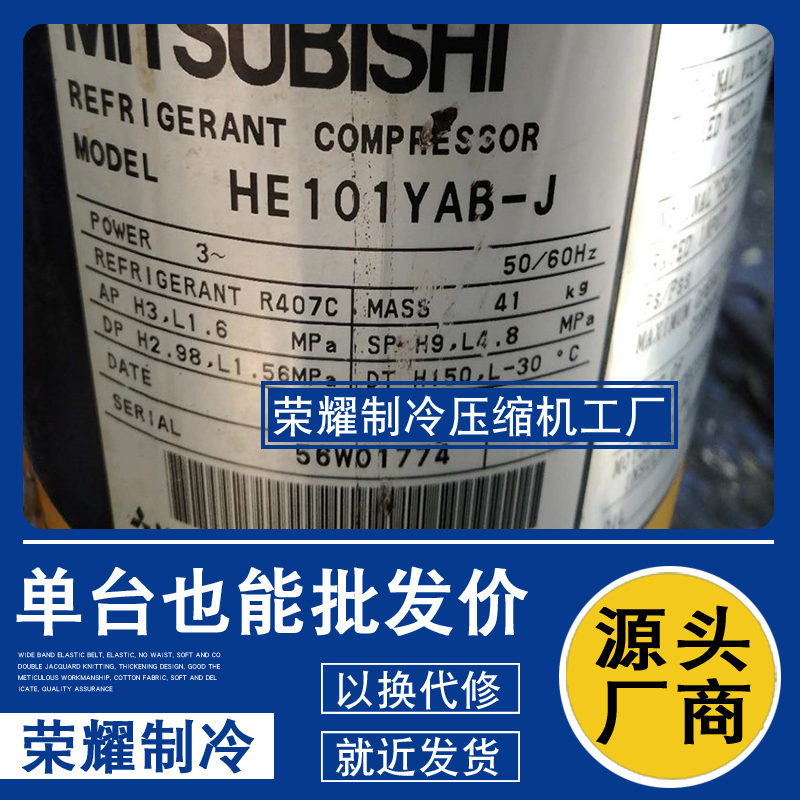 MITSUBISHI
REFRIGERANT COMPRESSOR
MODEL HE101YAB-J
POWER 3~ 50/60Hz
REFRIGERANT R407C MASS 41 kg
AP H3,L1.6 MPa SP H9,L4.8 MPa
DP H2.98,L1.56MPa DT H150,L-30 °C
DATE
SERIAL 56W01774
荣耀制冷压缩机工厂
单台也能批发价
WIDE BAND ELASTIC BELT, ELASTIC, NO WAIST, SOFT AND CO
DOUBLE JACQUARD KNITTING, THICKENING DESIGN, GOOD THE
METICULOUS WORKMANSHIP, COTTON FABRIC, SOFT AND DEL
ICATE, QUALITY ASSURANCE
荣耀制冷
以换代修
就近发货
源头
厂商